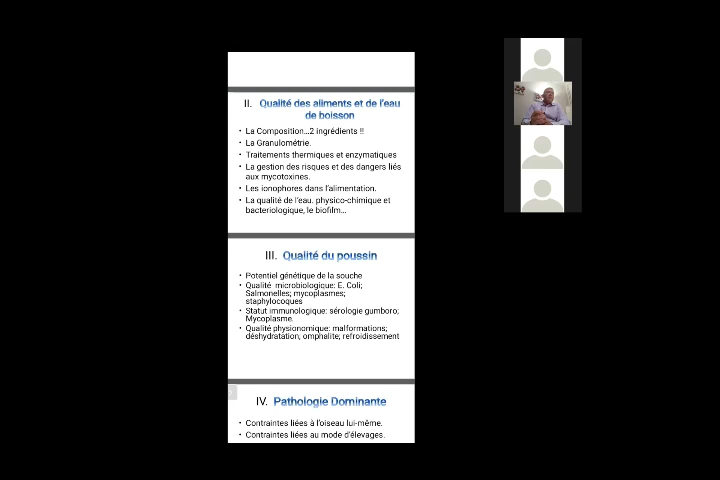 II. Qualité des aliments et de l'eau
de boisson
• La Composition...2 ingrédients !!
• La Granulométrie.
• Traitements thermiques et enzymatiques
• La gestion des risques et des dangers liés
aux mycotoxines.
• Les ionophores dans l'alimentation.
• La qualité de l'eau. physico-chimique et
bacteriologique, le biofilm...
III. Qualité du poussin
• Potentiel génétique de la souche
• Qualité microbiologique: E. Coli;
Salmonelles; mycoplasmes;
staphylocoques
• Statut immunologique: sérologie gumboro;
Mycoplasme.
• Qualité physionomique: malformations;
déshydratation; omphalite; refroidissement
IV. Pathologie Dominante
• Contraintes liées à l'oiseau lui-même.
• Contraintes liées au mode d'élevages.